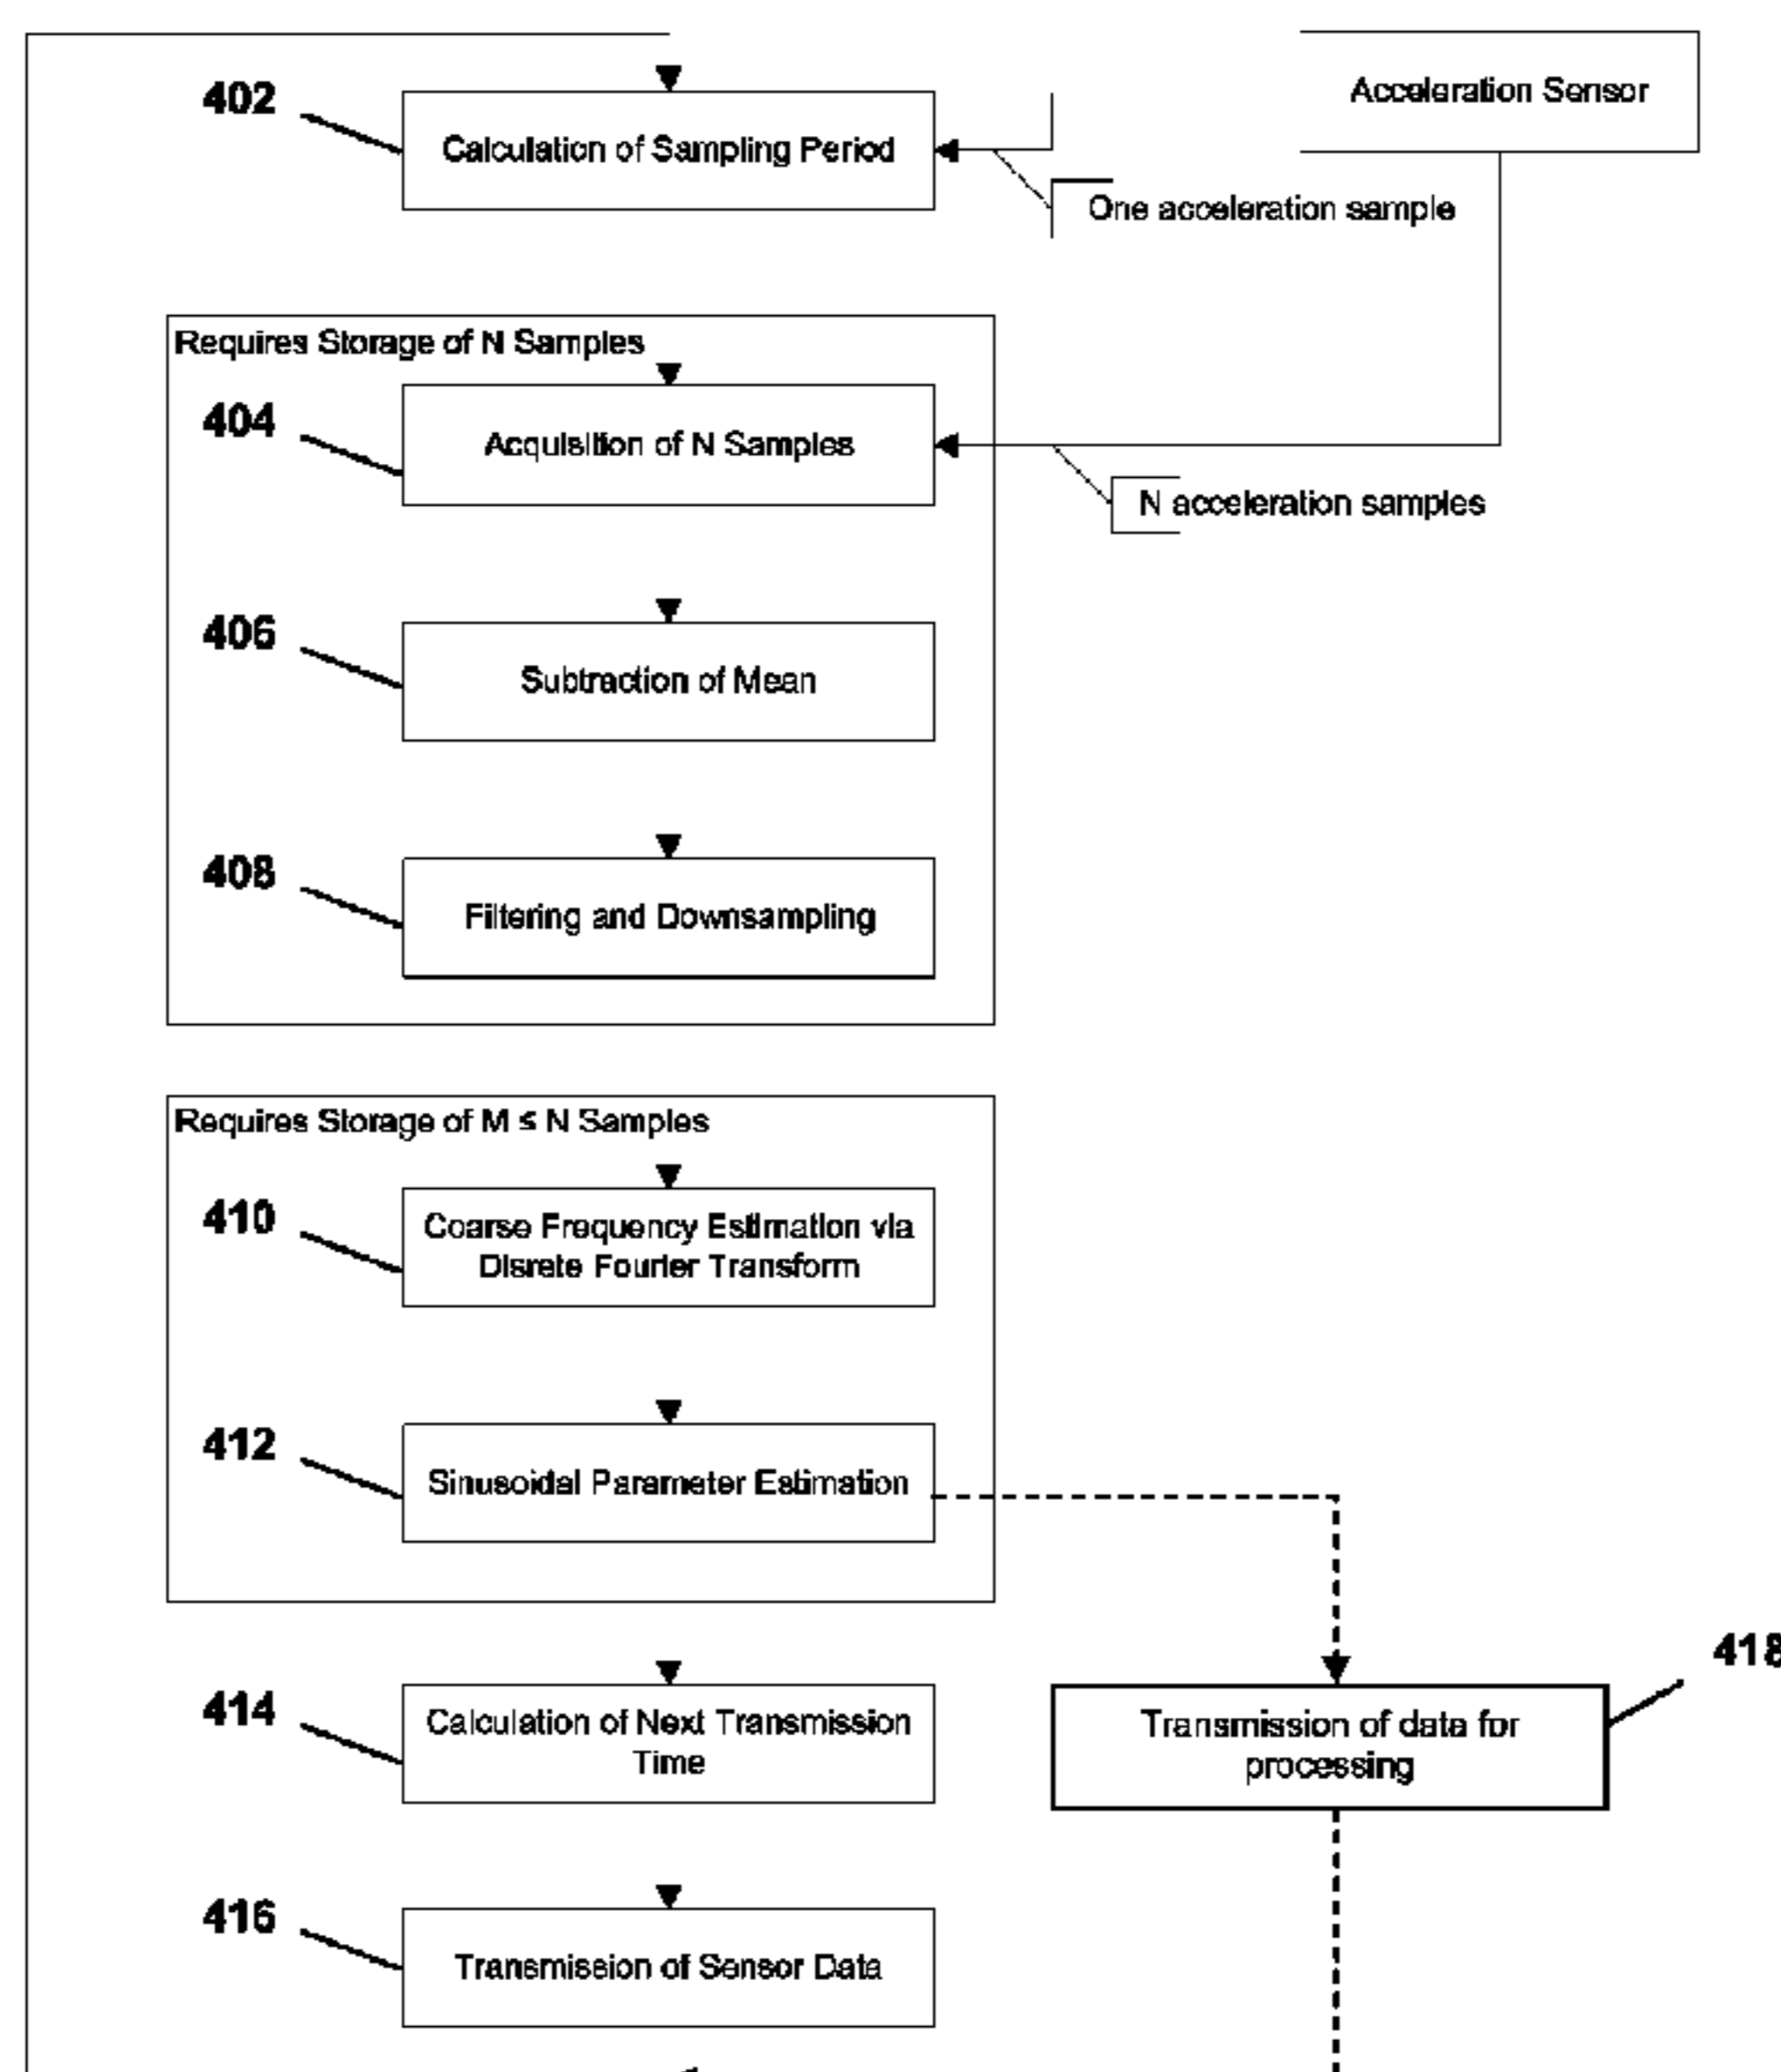 402
Calculation of Sampling Period
Acceleration Sensor
One acceleration sample
Requires Storage of N Samples
404
Acquisition of N Samples
N acceleration samples
406
Subtraction of Mean
408
Filtering and Downsampling
Requires Storage of M ≤ N Samples
410
Coarse Frequency Estimation via
Disrete Fourier Transform
412
Sinusoidal Parameter Estimation
418
414
Calculation of Next Transmission
Time
Transmission of data for
processing
416
Transmission of Sensor Data